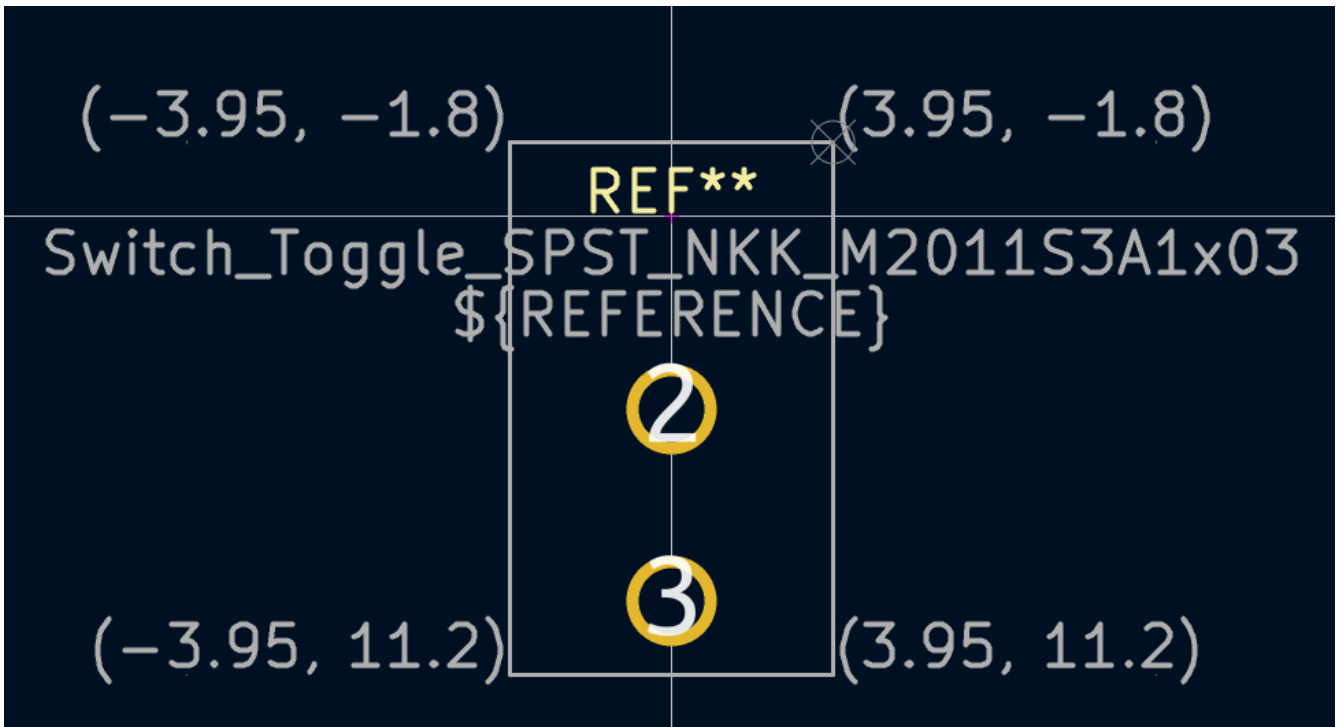 (−3.95, −1.8) (3.95, −1.8)
REF**
Switch_Toggle_SPST_NKK_M2011S3A1x03
${REFERENCE}
2
3
(−3.95, 11.2) (3.95, 11.2)